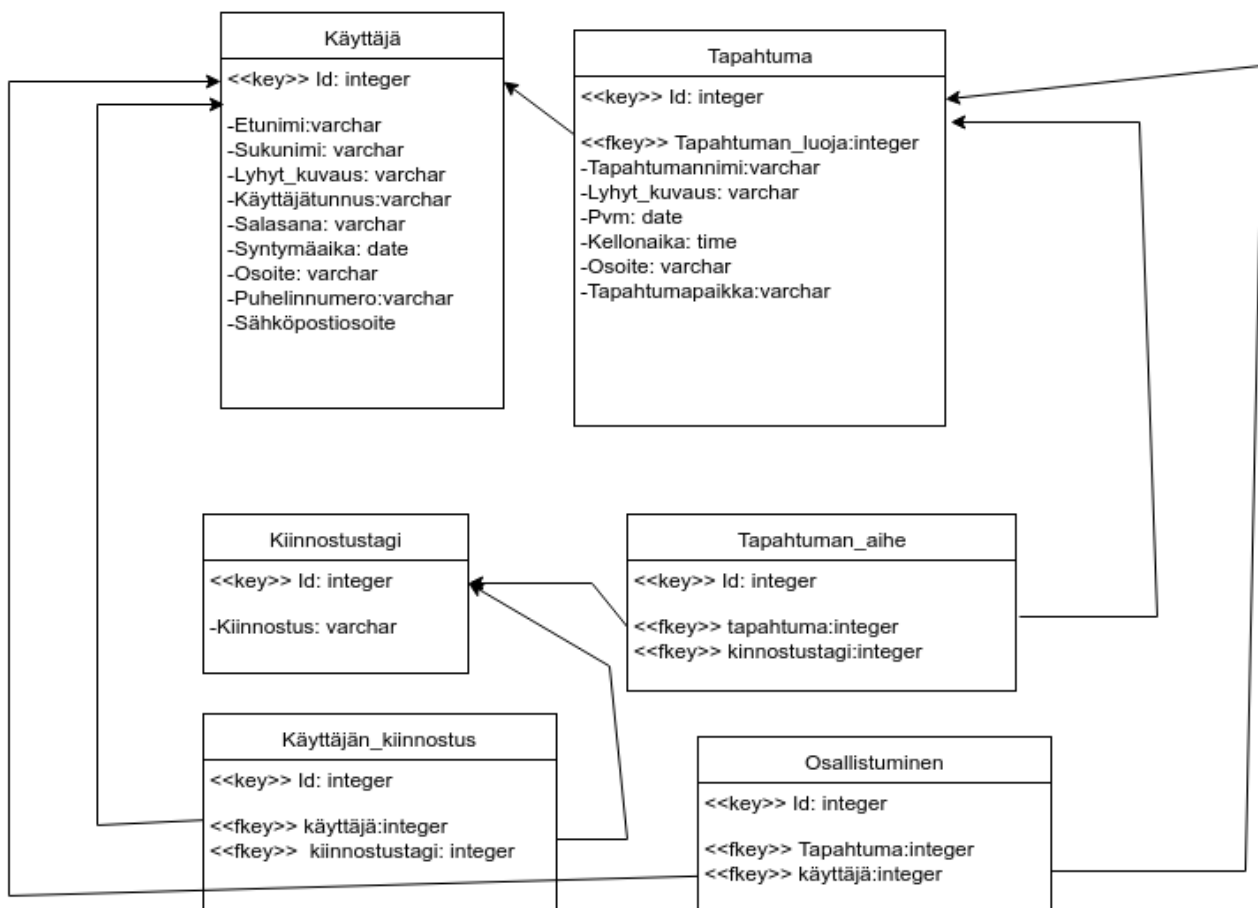 Käyttäjä
<<key>> Id: integer
-Etunimi:varchar
-Sukunimi: varchar
-Lyhyt_kuvaus: varchar
-Käyttäjätunnus:varchar
-Salasana: varchar
-Syntymäaika: date
-Osoite: varchar
-Puhelinnumero:varchar
-Sähköpostiosoite
Tapahtuma
<<key>> Id: integer
<<fkey>> Tapahtuman_luoja:integer
-Tapahtumannimi:varchar
-Lyhyt_kuvaus: varchar
-Pvm: date
-Kellonaika: time
-Osoite: varchar
-Tapahtumapaikka:varchar
Kiinnostustagi
<<key>> Id: integer
-Kiinnostus: varchar
Tapahtuman_aihe
<<key>> Id: integer
<<fkey>> tapahtuma:integer
<<fkey>> kinnostustagi:integer
Käyttäjän_kiinnostus
<<key>> Id: integer
<<fkey>> käyttäjä:integer
<<fkey>>  kiinnostustagi: integer
Osallistuminen
<<key>> Id: integer
<<fkey>> Tapahtuma:integer
<<fkey>> käyttäjä:integer